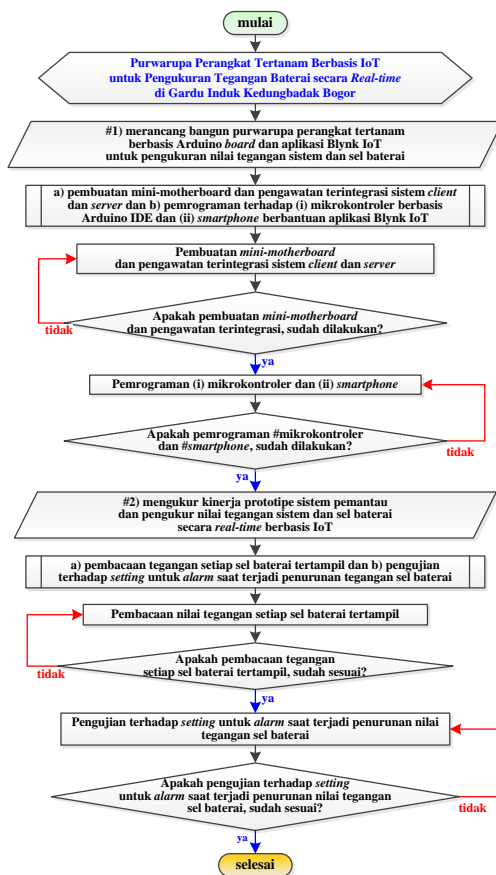 mulai
Purwarupa Perangkat Tertanam Berbasis IoT
untuk Pengukuran Tegangan Baterai secara Real-time
di Gardu Induk Kedungbadak Bogor
#1) merancang bangun purwarupa perangkat tertanam
berbasis Arduino board dan aplikasi Blynk IoT
untuk pengukuran nilai tegangan sistem dan sel baterai
a) pembuatan mini-motherboard dan pengawatan terintegrasi sistem client
dan server dan b) pemrograman terhadap (i) mikrokontroler berbasis
Arduino IDE dan (ii) smartphone berbantuan aplikasi Blynk IoT
Pembuatan mini-motherboard
dan pengawatan terintegrasi sistem client dan server
Apakah pembuatan mini-motherboard
dan pengawatan terintegrasi, sudah dilakukan?
tidak
ya
Pemrograman (i) mikrokontroler dan (ii) smartphone
Apakah pemrograman #mikrokontroler
dan #smartphone, sudah dilakukan?
tidak
ya
#2) mengukur kinerja prototipe sistem pemantau
dan pengukur nilai tegangan sistem dan sel baterai
secara real-time berbasis IoT
a) pembacaan tegangan setiap sel baterai tertampil dan b) pengujian
terhadap setting untuk alarm saat terjadi penurunan tegangan sel baterai
Pembacaan nilai tegangan setiap sel baterai tertampil
Apakah pembacaan tegangan
setiap sel baterai tertampil, sudah sesuai?
tidak
ya
Pengujian terhadap setting untuk alarm saat terjadi penurunan nilai
tegangan sel baterai
Apakah pengujian terhadap setting
untuk alarm saat terjadi penurunan nilai tegangan
sel baterai, sudah sesuai?
tidak
ya
selesai